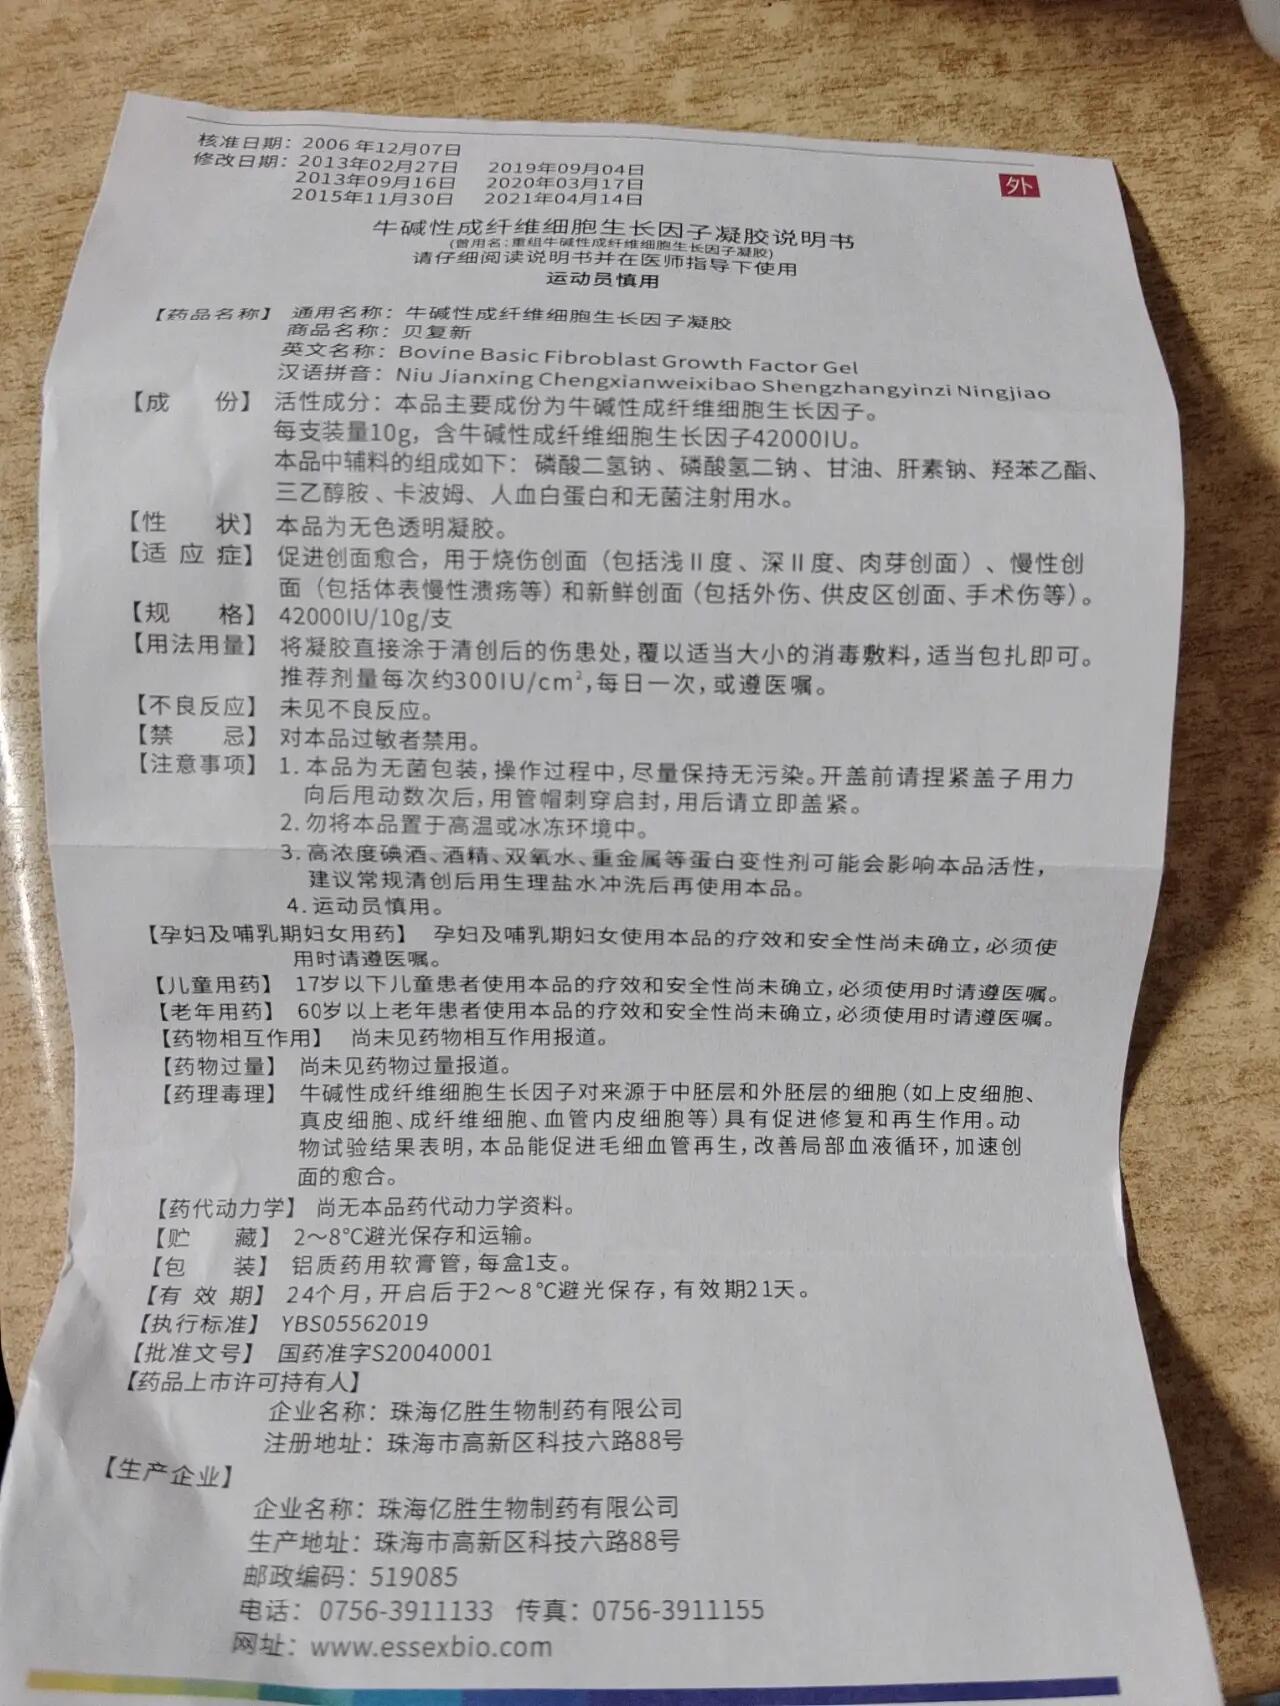 核准日期：2006年12月07日
修改日期：2013年02月27日 2019年09月04日
2013年09月16日 2020年03月17日
2015年11月30日 2021年04月14日
外
牛碱性成纤维细胞生长因子凝胶说明书
(曾用名：重组牛碱性成纤维细胞生长因子凝胶)
请仔细阅读说明书并在医师指导下使用
运动员慎用
【药品名称】 通用名称：牛碱性成纤维细胞生长因子凝胶
商品名称：贝复新
英文名称：Bovine Basic Fibroblast Growth Factor Gel
汉语拼音：Niu Jianxing Chengxianweixibao Shengzhangyinzi Ningjiao
【成 份】 活性成分：本品主要成份为牛碱性成纤维细胞生长因子。
每支装量10g，含牛碱性成纤维细胞生长因子42000IU。
本品中辅料的组成如下：磷酸二氢钠、磷酸氢二钠、甘油、肝素钠、羟苯乙酯、
三乙醇胺、卡波姆、人血白蛋白和无菌注射用水。
【性 状】 本品为无色透明凝胶。
【适 应 症】 促进创面愈合，用于烧伤创面（包括浅Ⅱ度、深Ⅱ度、肉芽创面）、慢性创
面（包括体表慢性溃疡等）和新鲜创面（包括外伤、供皮区创面、手术伤等）。
【规 格】 42000IU/10g/支
【用法用量】 将凝胶直接涂于清创后的伤患处，覆以适当大小的消毒敷料，适当包扎即可。
推荐剂量每次约300IU/cm²，每日一次，或遵医嘱。
【不良反应】 未见不良反应。
【禁 忌】 对本品过敏者禁用。
【注意事项】 1. 本品为无菌包装，操作过程中，尽量保持无污染。开盖前请捏紧盖子用力
向后甩动数次后，用管帽刺穿启封，用后请立即盖紧。
2. 勿将本品置于高温或冰冻环境中。
3. 高浓度碘酒、酒精、双氧水、重金属等蛋白变性剂可能会影响本品活性，
建议常规清创后用生理盐水冲洗后再使用本品。
4. 运动员慎用。
【孕妇及哺乳期妇女用药】 孕妇及哺乳期妇女使用本品的疗效和安全性尚未确立，必须使
用时请遵医嘱。
【儿童用药】 17岁以下儿童患者使用本品的疗效和安全性尚未确立，必须使用时请遵医嘱。
【老年用药】 60岁以上老年患者使用本品的疗效和安全性尚未确立，必须使用时请遵医嘱。
【药物相互作用】 尚未见药物相互作用报道。
【药物过量】 尚未见药物过量报道。
【药理毒理】 牛碱性成纤维细胞生长因子对来源于中胚层和外胚层的细胞（如上皮细胞、
真皮细胞、成纤维细胞、血管内皮细胞等）具有促进修复和再生作用。动
物试验结果表明，本品能促进毛细血管再生，改善局部血液循环，加速创
面的愈合。
【药代动力学】 尚无本品药代动力学资料。
【贮 藏】 2～8℃避光保存和运输。
【包 装】 铝质药用软膏管，每盒1支。
【有 效 期】 24个月，开启后于2～8℃避光保存，有效期21天。
【执行标准】 YBS05562019
【批准文号】 国药准字S20040001
【药品上市许可持有人】
企业名称：珠海亿胜生物制药有限公司
注册地址：珠海市高新区科技六路88号
【生产企业】
企业名称：珠海亿胜生物制药有限公司
生产地址：珠海市高新区科技六路88号
邮政编码：519085
电话：0756-3911133 传真：0756-3911155
网址：www.essexbio.com